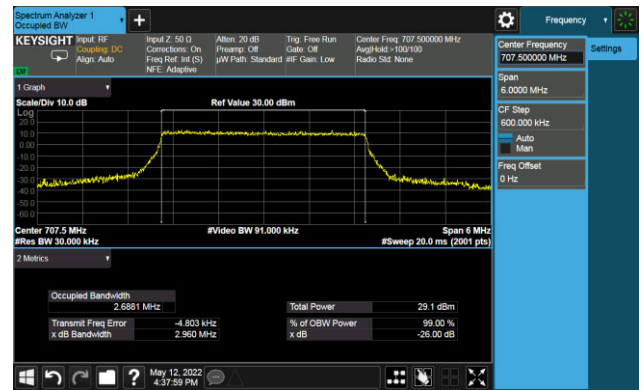 Spectrum Analyzer 1
Occupied BW
+
Frequency
KEYSIGHT
Input: RF
Coupling: DC
Align: Auto
Input Z: 50 Ω
Corrections: On
Freq Ref: Int (S)
NFE: Adaptive
Atten: 20 dB
Preamp: Off
µW Path: Standard
Trig: Free Run
Gate: Off
#IF Gain: Low
Center Freq: 707.500000 MHz
Avg|Hold:>100/100
Radio Std: None
Center Frequency
707.500000 MHz
Settings
Span
6.0000 MHz
CF Step
600.000 kHz
Auto
Man
Freq Offset
0 Hz
1 Graph
Scale/Div 10.0 dB
Ref Value 30.00 dBm
Log
20.0
10.0
0.00
-10.0
-20.0
-30.0
-40.0
-50.0
-60.0
Center 707.5 MHz
#Video BW 91.000 kHz
Span 6 MHz
#Res BW 30.000 kHz
#Sweep 20.0 ms (2001 pts)
2 Metrics
Occupied Bandwidth
2.6881 MHz
Total Power 29.1 dBm
Transmit Freq Error -4.803 kHz
% of OBW Power 99.00 %
x dB Bandwidth 2.960 MHz
x dB -26.00 dB
?
May 12, 2022
4:37:59 PM